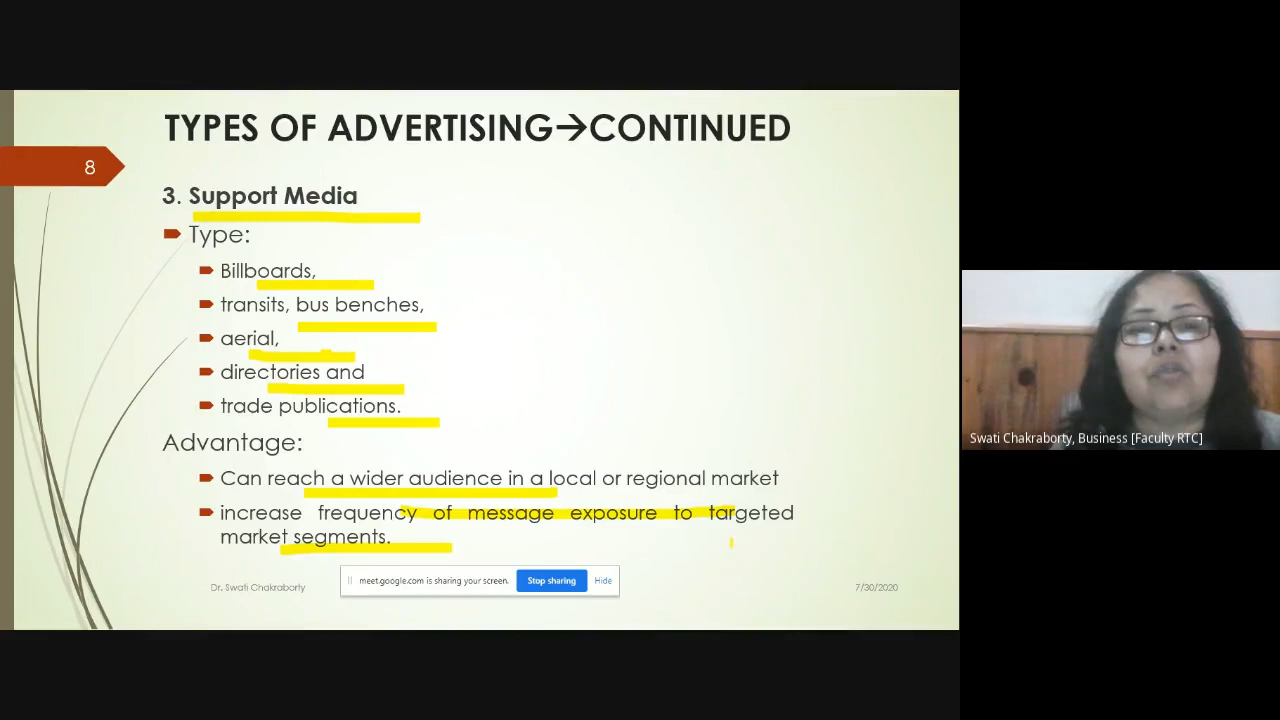 TYPES OF ADVERTISING→CONTINUED
8
3. Support Media
Type:
Billboards,
transits, bus benches,
aerial,
directories and
trade publications.
Advantage:
Can reach a wider audience in a local or regional market
increase frequency of message exposure to targeted
market segments.
Dr. Swati Chakraborty
meet.google.com is sharing your screen.
Stop sharing
Hide
7/30/2020
Swati Chakraborty, Business [Faculty RTC]